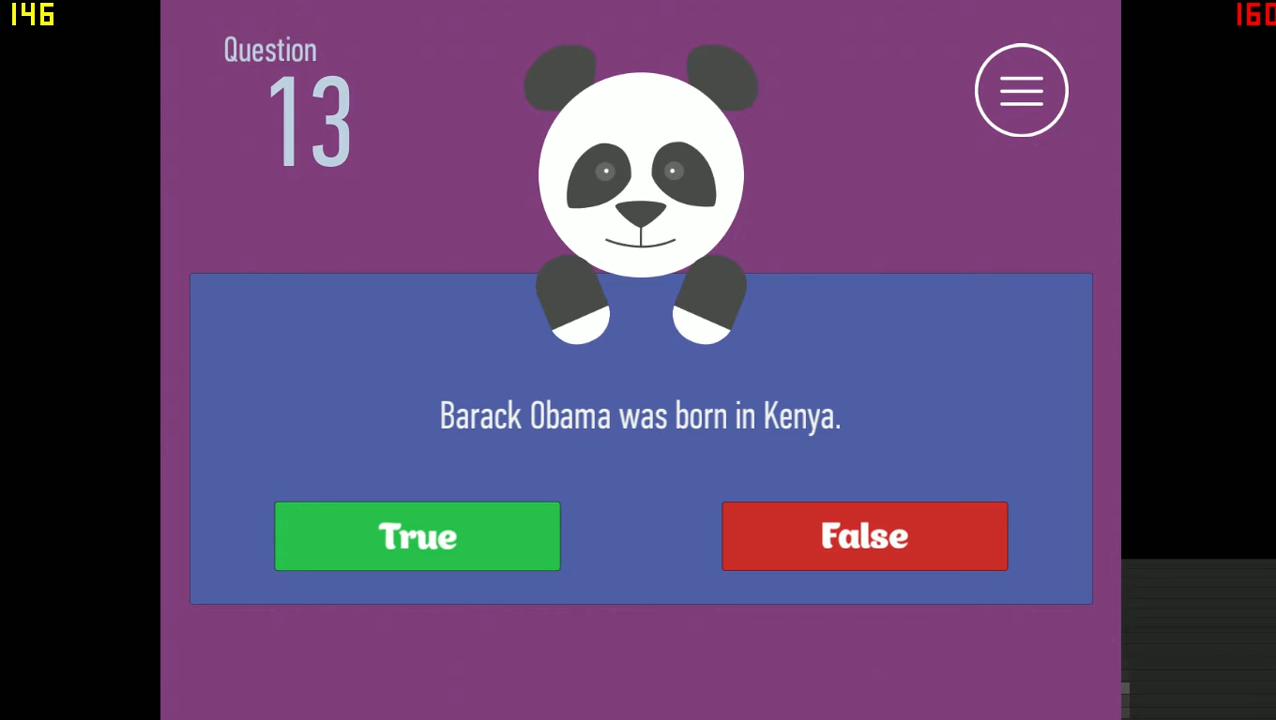 146
160
Question
13
Barack Obama was born in Kenya.
True
False